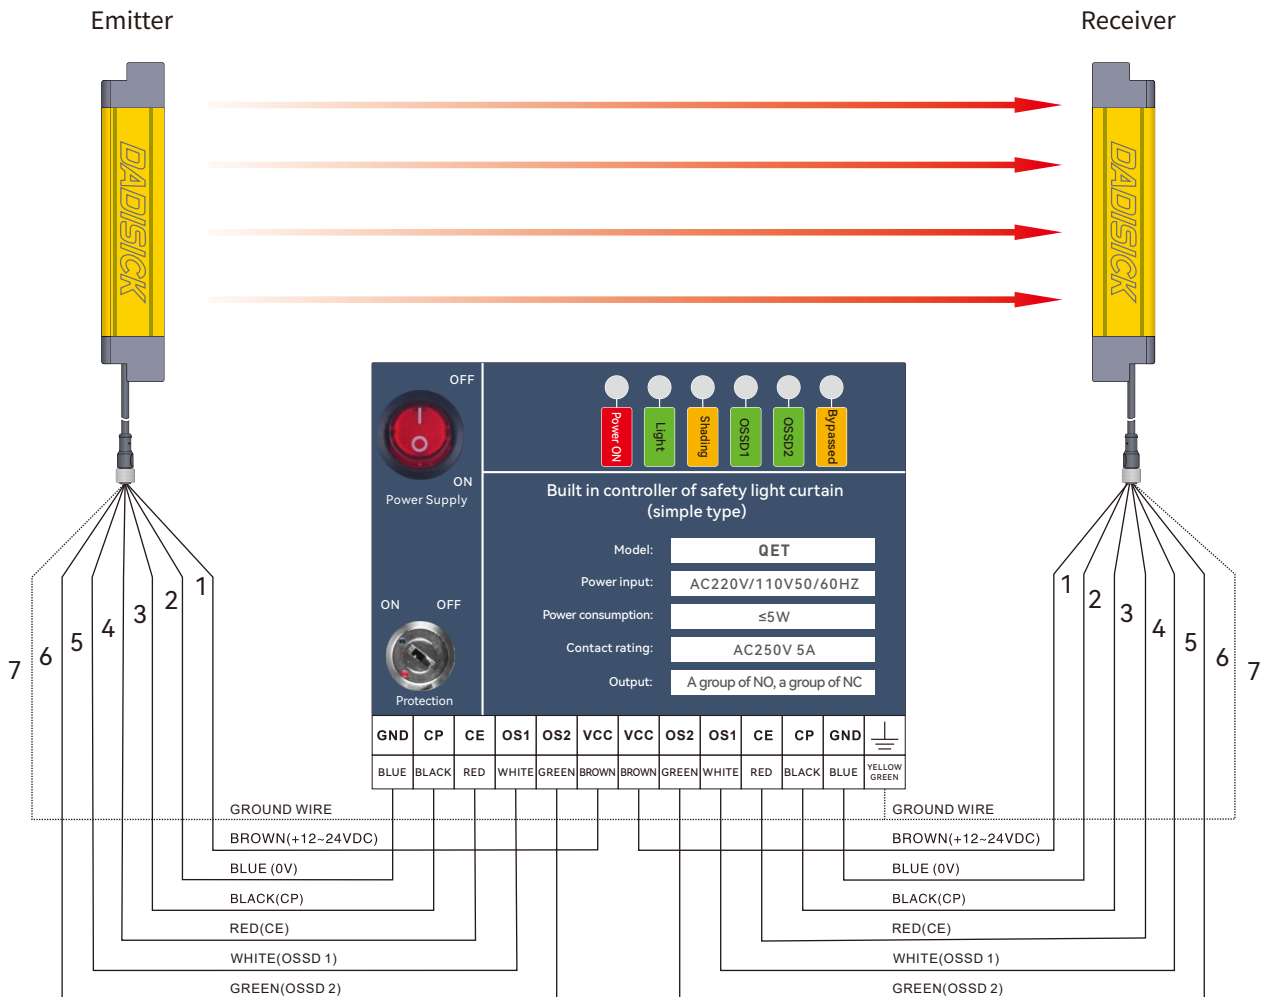 Emitter
Receiver
DADISICK
DADISICK
OFF
ON
Power Supply
Power ON
Light
Shading
OSSD1
OSSD2
Bypassed
Built in controller of safety light curtain
(simple type)
Model: QET
Power input: AC220V/110V50/60HZ
Power consumption: ≤5W
Contact rating: AC250V 5A
Output: A group of NO, a group of NC
ON OFF
Protection
GND CP CE OS1 OS2 VCC VCC OS2 OS1 CE CP GND
BLUE BLACK RED WHITE GREEN BROWN BROWN GREEN WHITE RED BLACK BLUE YELLOW GREEN
7 6 5 4 3 2 1
1 2 3 4 5 6 7
GROUND WIRE
BROWN(+12~24VDC)
BLUE (0V)
BLACK(CP)
RED(CE)
WHITE(OSSD 1)
GREEN(OSSD 2)
GROUND WIRE
BROWN(+12~24VDC)
BLUE (0V)
BLACK(CP)
RED(CE)
WHITE(OSSD 1)
GREEN(OSSD 2)